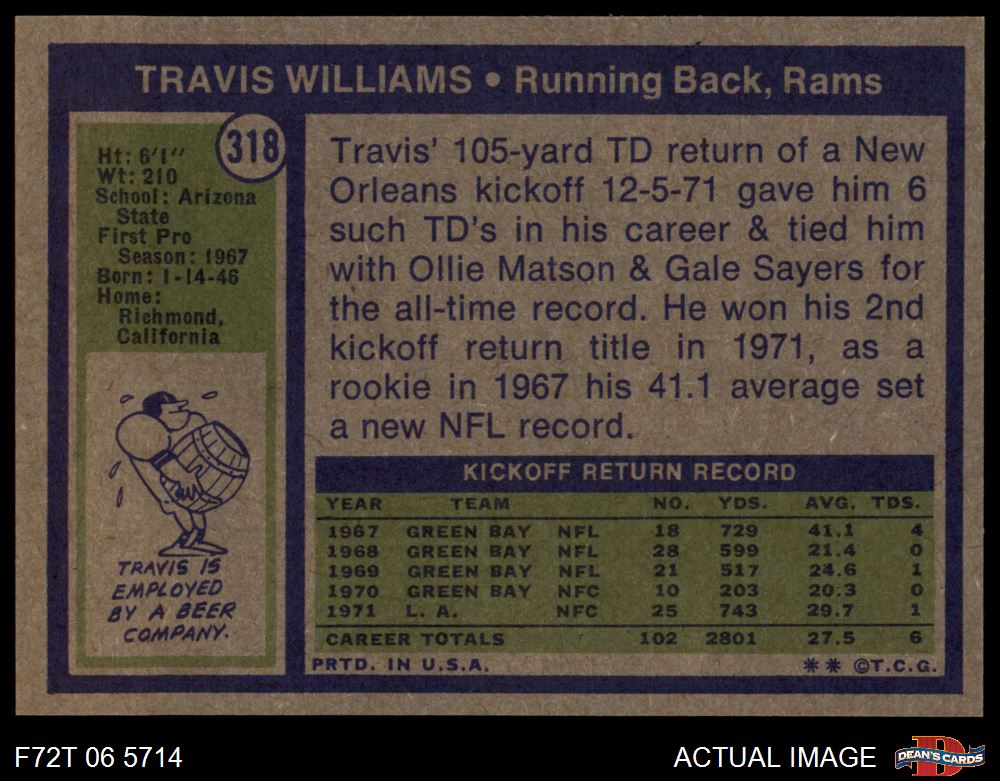 TRAVIS WILLIAMS • Running Back, Rams
318
Ht: 6'1''
Wt: 210
School: Arizona
State
First Pro
Season: 1967
Born: 1-14-46
Home:
Richmond,
California
TRAVIS IS
EMPLOYED
BY A BEER
COMPANY.
Travis' 105-yard TD return of a New
Orleans kickoff 12-5-71 gave him 6
such TD's in his career & tied him
with Ollie Matson & Gale Sayers for
the all-time record. He won his 2nd
kickoff return title in 1971, as a
rookie in 1967 his 41.1 average set
a new NFL record.
KICKOFF RETURN RECORD
YEAR TEAM NO. YDS. AVG. TDS.
1967 GREEN BAY NFL 18 729 41.1 4
1968 GREEN BAY NFL 28 599 21.4 0
1969 GREEN BAY NFL 21 517 24.6 1
1970 GREEN BAY NFC 10 203 20.3 0
1971 L. A. NFC 25 743 29.7 1
CAREER TOTALS 102 2801 27.5 6
PRTD. IN U.S.A. ** ©T.C.G.
F72T 06 5714
ACTUAL IMAGE
D
DEAN'S CARDS